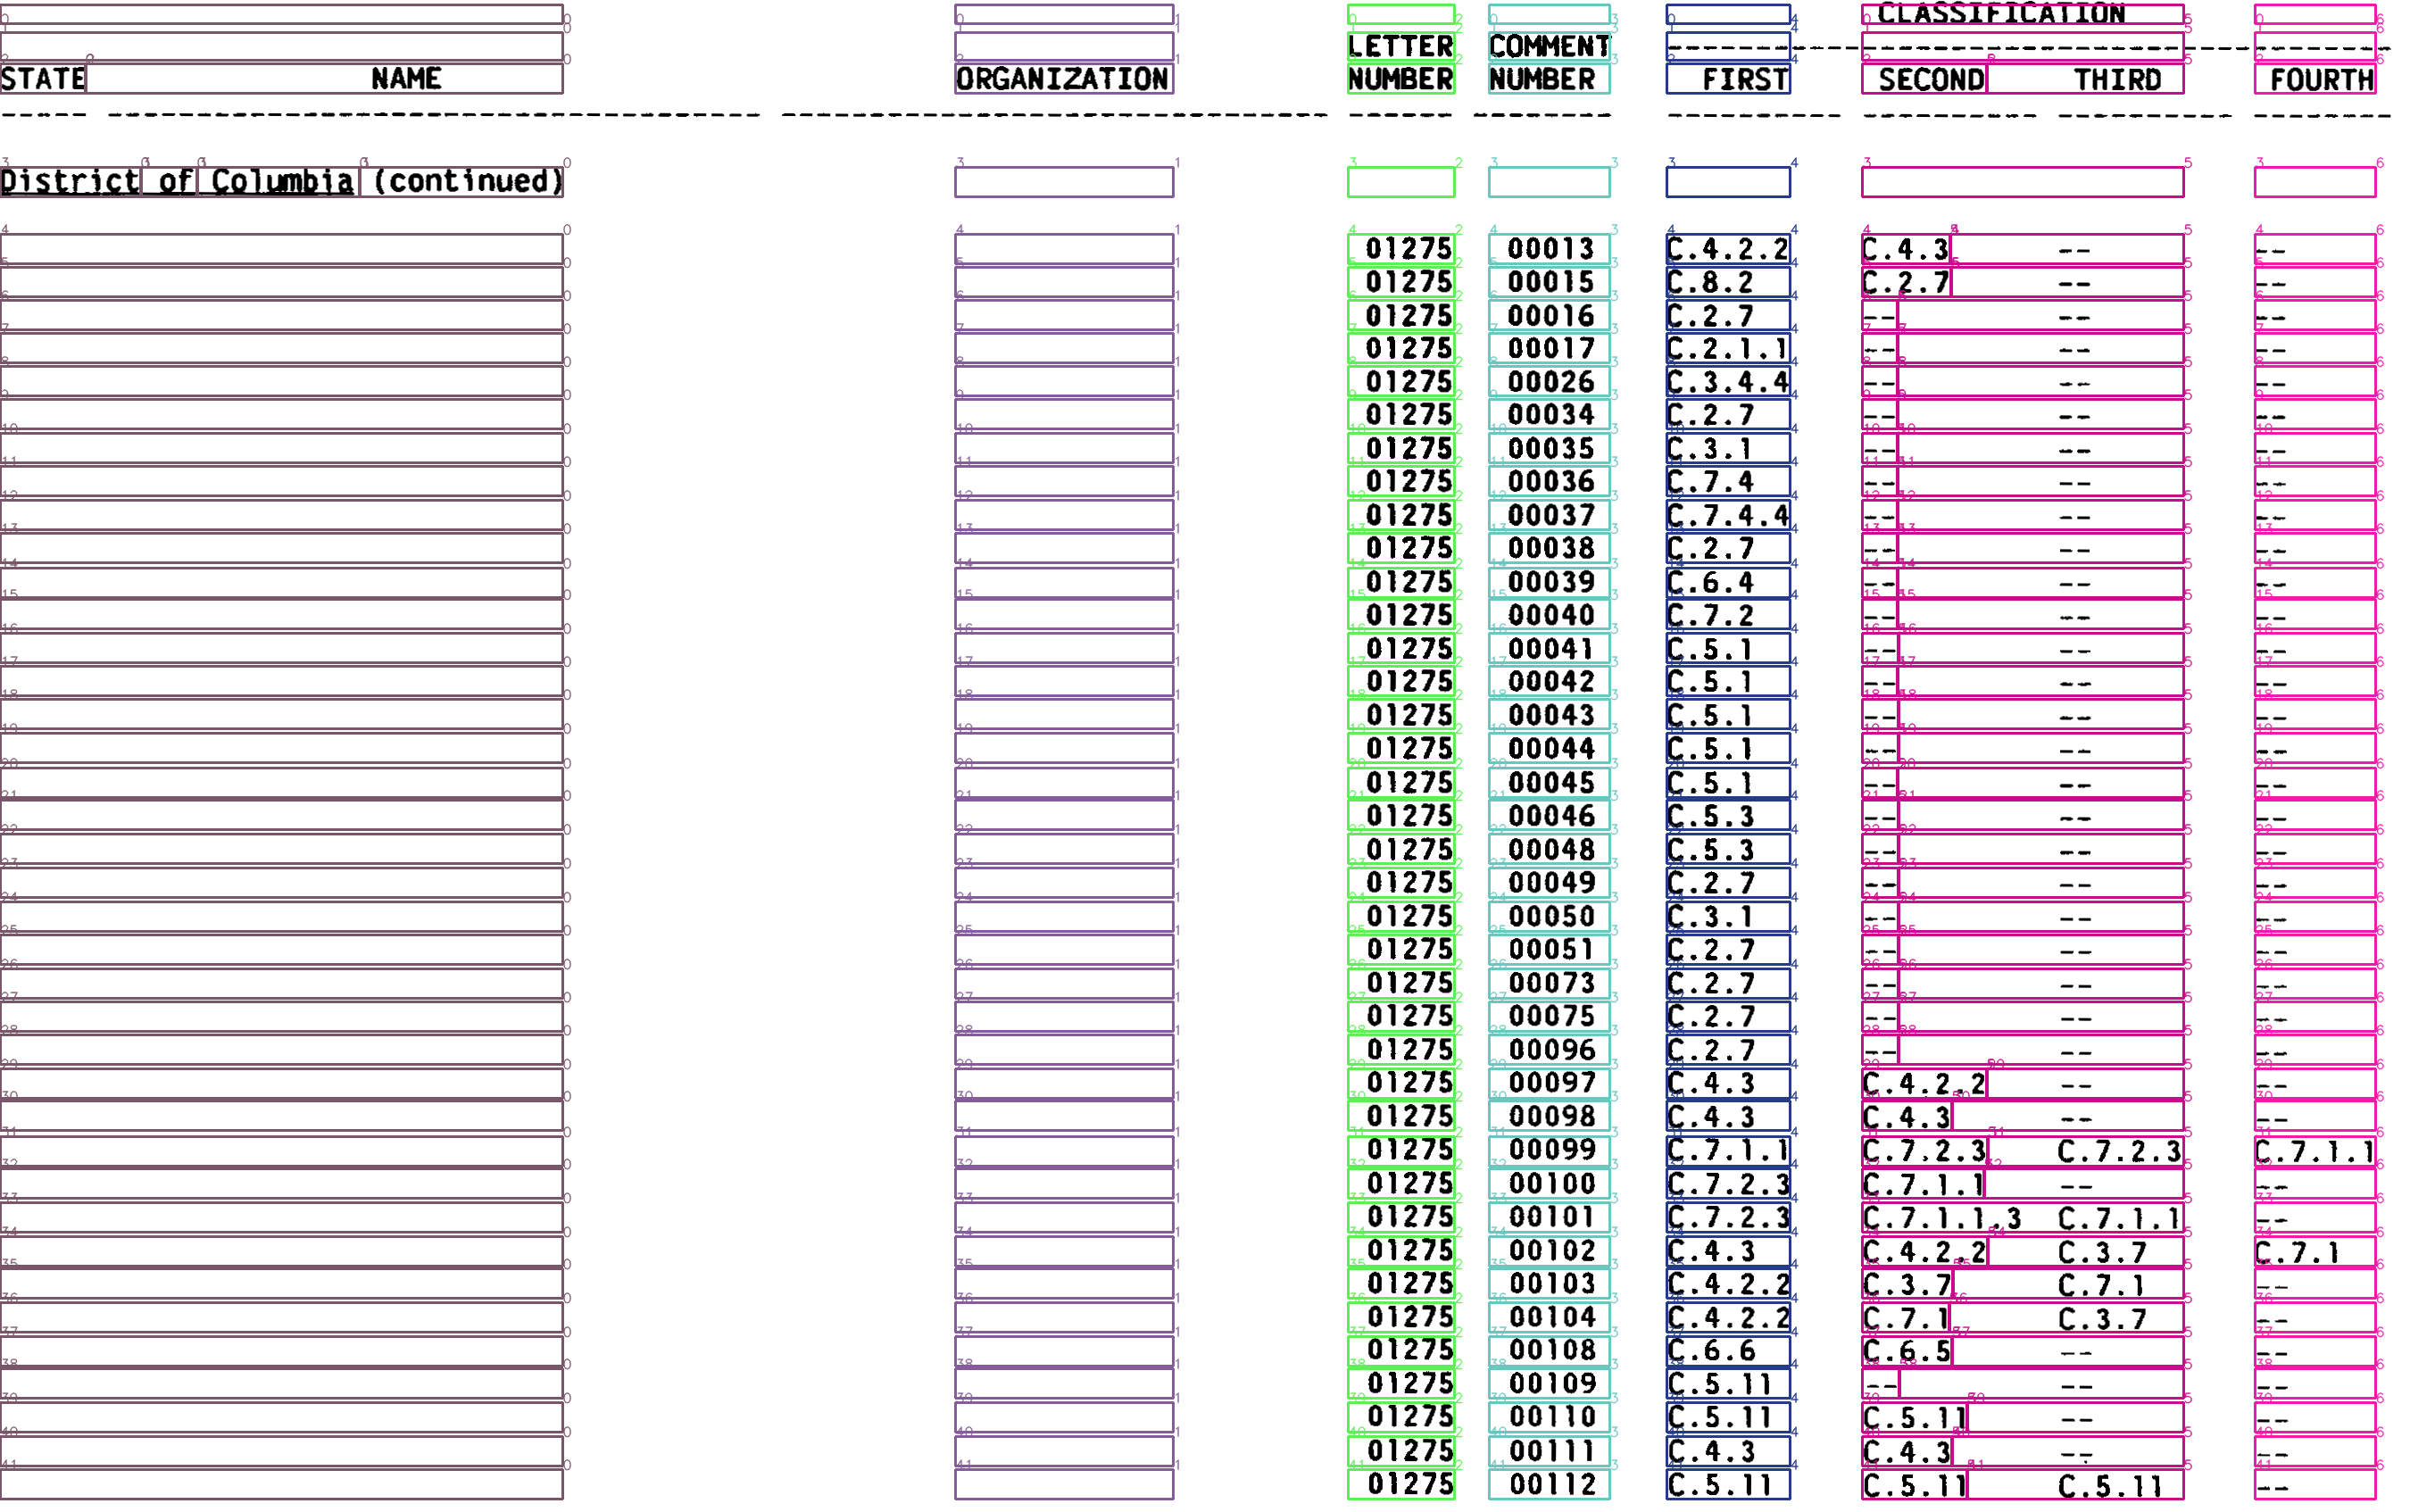 CLASSIFICATION
LETTER COMMENT
STATE NAME ORGANIZATION NUMBER NUMBER FIRST SECOND THIRD FOURTH
District of Columbia (continued)
01275 00013 C.4.2.2 C.4.3 -- --
01275 00015 C.8.2 C.2.7 -- --
01275 00016 C.2.7 -- -- --
01275 00017 C.2.1.1 -- -- --
01275 00026 C.3.4.4 -- -- --
01275 00034 C.2.7 -- -- --
01275 00035 C.3.1 -- -- --
01275 00036 C.7.4 -- -- --
01275 00037 C.7.4.4 -- -- --
01275 00038 C.2.7 -- -- --
01275 00039 C.6.4 -- -- --
01275 00040 C.7.2 -- -- --
01275 00041 C.5.1 -- -- --
01275 00042 C.5.1 -- -- --
01275 00043 C.5.1 -- -- --
01275 00044 C.5.1 -- -- --
01275 00045 C.5.1 -- -- --
01275 00046 C.5.3 -- -- --
01275 00048 C.5.3 -- -- --
01275 00049 C.2.7 -- -- --
01275 00050 C.3.1 -- -- --
01275 00051 C.2.7 -- -- --
01275 00073 C.2.7 -- -- --
01275 00075 C.2.7 -- -- --
01275 00096 C.2.7 -- -- --
01275 00097 C.4.3 C.4.2.2 -- --
01275 00098 C.4.3 C.4.3 -- --
01275 00099 C.7.1.1 C.7.2.3 C.7.2.3 C.7.1.1
01275 00100 C.7.2.3 C.7.1.1 -- --
01275 00101 C.7.2.3 C.7.1.1.3 C.7.1.1 --
01275 00102 C.4.3 C.4.2.2 C.3.7 C.7.1
01275 00103 C.4.2.2 C.3.7 C.7.1 --
01275 00104 C.4.2.2 C.7.1 C.3.7 --
01275 00108 C.6.6 C.6.5 -- --
01275 00109 C.5.11 -- -- --
01275 00110 C.5.11 C.5.11 -- --
01275 00111 C.4.3 C.4.3 -- --
01275 00112 C.5.11 C.5.11 C.5.11 --